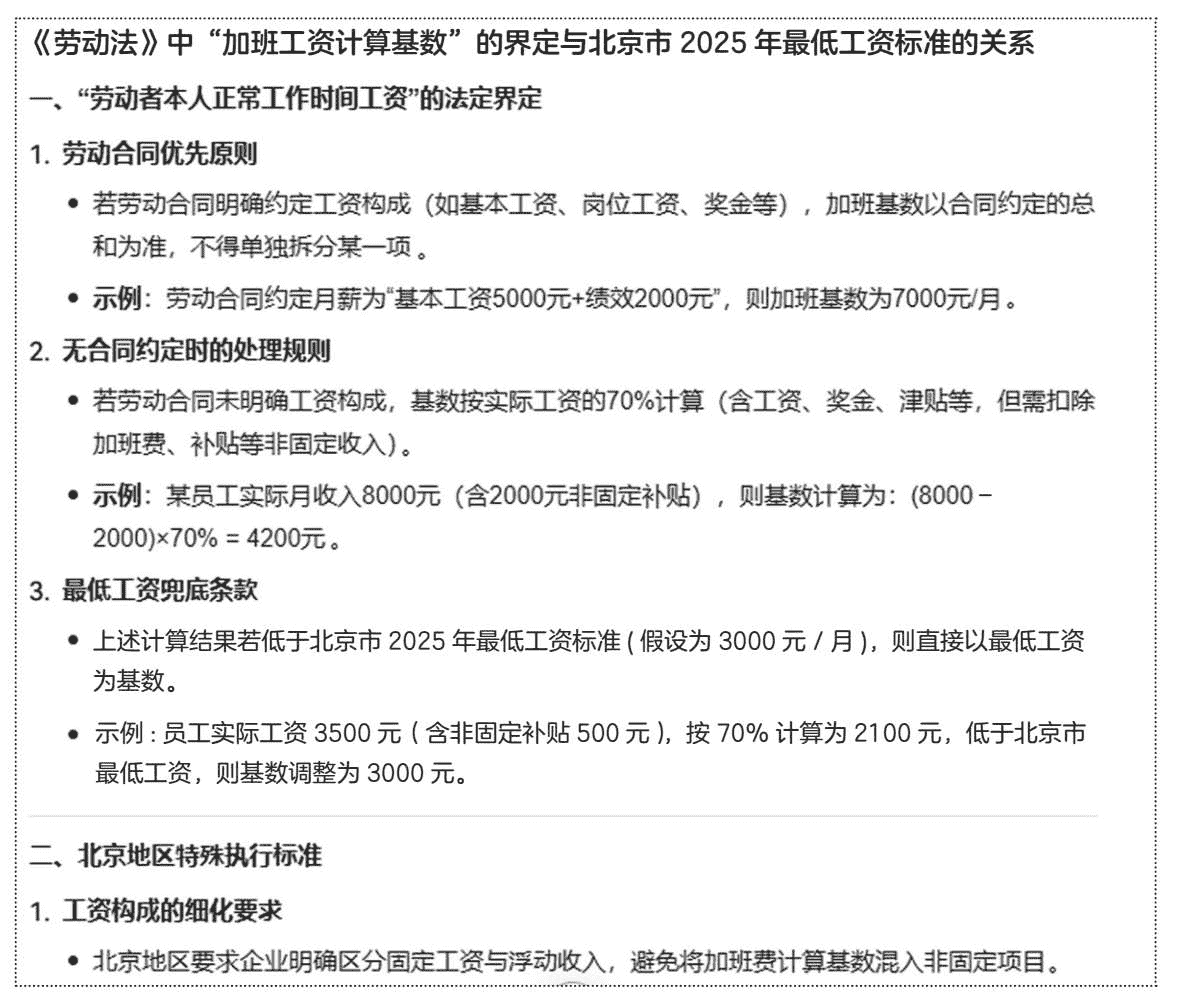 《劳动法》中“加班工资计算基数”的界定与北京市 2025 年最低工资标准的关系
一、“劳动者本人正常工作时间工资”的法定界定
1. 劳动合同优先原则
• 若劳动合同明确约定工资构成（如基本工资、岗位工资、奖金等），加班基数以合同约定的总
和为准，不得单独拆分某一项 。
• 示例：劳动合同约定月薪为“基本工资5000元+绩效2000元”，则加班基数为7000元/月 。
2. 无合同约定时的处理规则
• 若劳动合同未明确工资构成，基数按实际工资的70%计算（含工资、奖金、津贴等，但需扣除
加班费、补贴等非固定收入）。
• 示例：某员工实际月收入8000元（含2000元非固定补贴），则基数计算为：(8000 −
2000)×70% = 4200元 。
3. 最低工资兜底条款
• 上述计算结果若低于北京市 2025 年最低工资标准 ( 假设为 3000 元 / 月 )，则直接以最低工资
为基数。
• 示例 : 员工实际工资 3500 元（ 含非固定补贴 500 元 )，按 70% 计算为 2100 元，低于北京市
最低工资，则基数调整为 3000 元。
二、北京地区特殊执行标准
1. 工资构成的细化要求
• 北京地区要求企业明确区分固定工资与浮动收入，避免将加班费计算基数混入非固定项目。